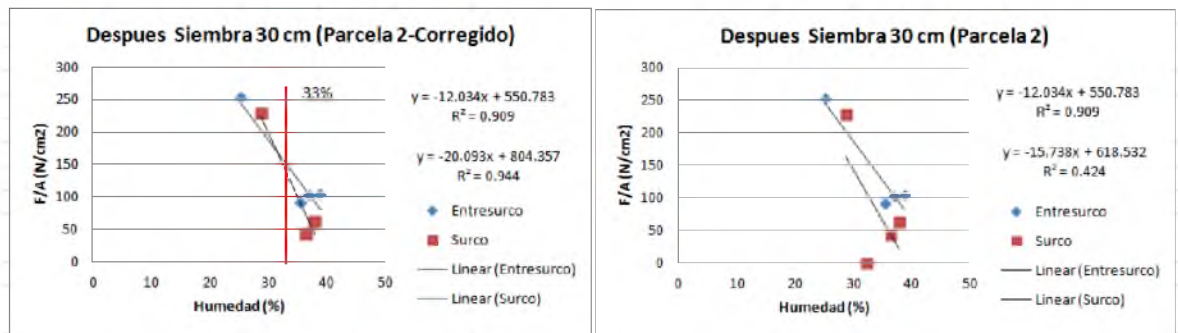 Despues Siembra 30 cm (Parcela 2-Corregido)
300
250
200
150
100
50
0
F/A (N/cm2)
0 10 20 30 40 50
Humedad (%)
33%
y = -12.034x + 550.783
R² = 0.909
y = -20.093x + 804.357
R² = 0.944
Entresurco
Surco
Linear (Entresurco)
Linear (Surco)
Despues Siembra 30 cm (Parcela 2)
300
250
200
150
100
50
0
F/A (N/cm2)
0 10 20 30 40 50
Humedad (%)
y = -12.034x + 550.783
R² = 0.909
y = -15.738x + 618.532
R² = 0.424
Entresurco
Surco
Linear (Entresurco)
Linear (Surco)